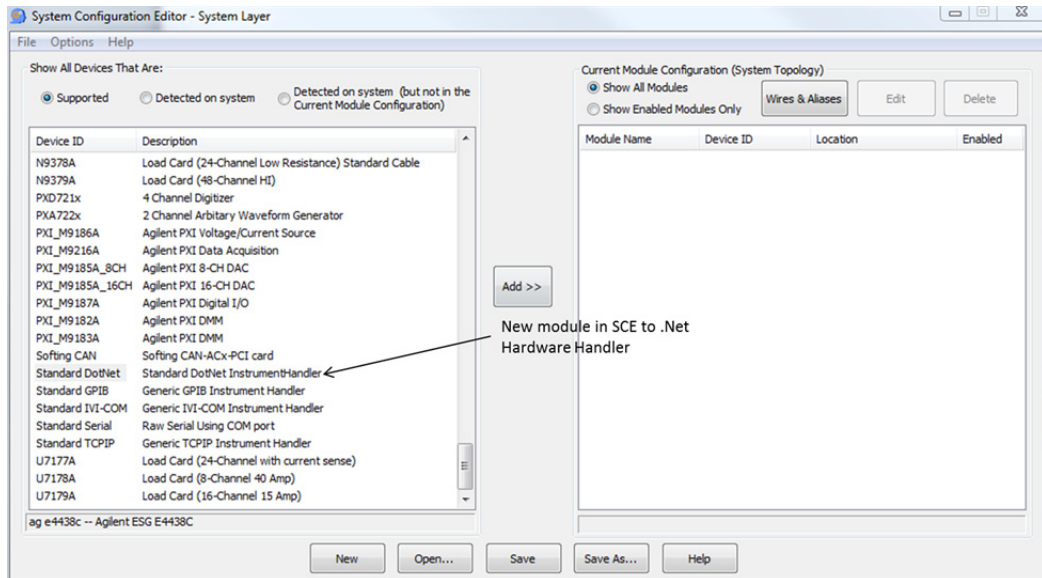 System Configuration Editor - System Layer
File Options Help
Show All Devices That Are:
Supported
Detected on system
Detected on system (but not in the
Current Module Configuration)
Device ID Description
N9378A Load Card (24-Channel Low Resistance) Standard Cable
N9379A Load Card (48-Channel HI)
PXD721x 4 Channel Digitizer
PXA722x 2 Channel Arbitary Waveform Generator
PXI_M9186A Agilent PXI Voltage/Current Source
PXI_M9216A Agilent PXI Data Acquisition
PXI_M9185A_8CH Agilent PXI 8-CH DAC
PXI_M9185A_16CH Agilent PXI 16-CH DAC
PXI_M9187A Agilent PXI Digital I/O
PXI_M9182A Agilent PXI DMM
PXI_M9183A Agilent PXI DMM
Softing CAN Softing CAN-ACx-PCI card
Standard DotNet Standard DotNet InstrumentHandler
Standard GPIB Generic GPIB Instrument Handler
Standard IVI-COM Generic IVI-COM Instrument Handler
Standard Serial Raw Serial Using COM port
Standard TCPIP Generic TCPIP Instrument Handler
U7177A Load Card (24-Channel with current sense)
U7178A Load Card (8-Channel 40 Amp)
U7179A Load Card (16-Channel 15 Amp)
ag e4438c -- Agilent ESG E4438C
Add >>
New module in SCE to .Net
Hardware Handler
Current Module Configuration (System Topology)
Show All Modules
Show Enabled Modules Only
Wires & Aliases
Edit
Delete
Module Name Device ID Location Enabled
New Open... Save Save As... Help